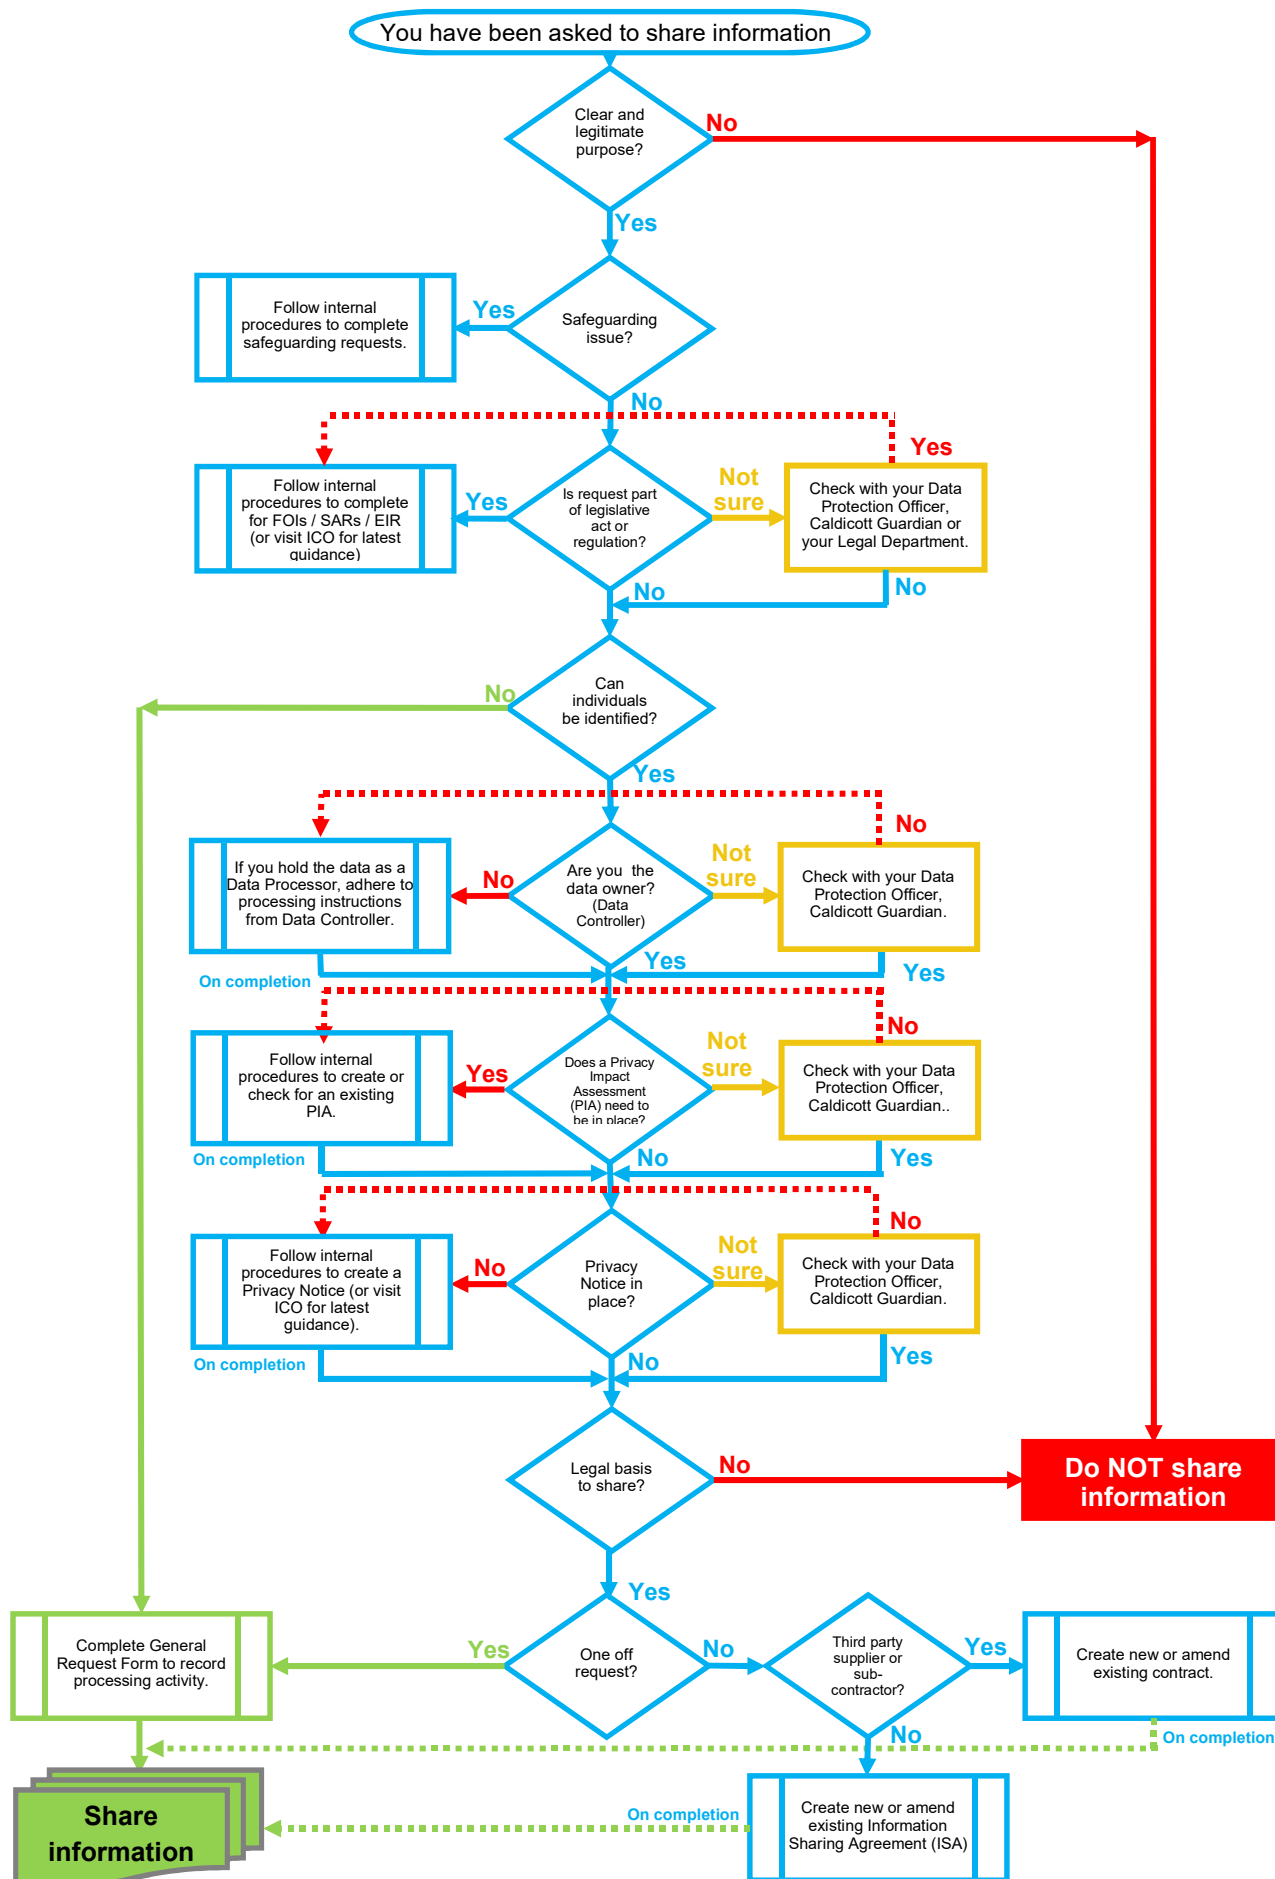 You have been asked to share information
Clear and
legitimate
purpose?
No
Yes
Follow internal
procedures to complete
safeguarding requests.
Yes
Safeguarding
issue?
No
Yes
Follow internal
procedures to complete
for FOIs / SARs / EIR
(or visit ICO for latest
guidance)
Yes
Is request part
of legislative
act or
regulation?
Not
sure
Check with your Data
Protection Officer,
Caldicott Guardian or
your Legal Department.
No
No
No
Can
individuals
be identified?
Yes
No
If you hold the data as a
Data Processor, adhere to
processing instructions
from Data Controller.
No
Are you  the
data owner?
(Data
Controller)
Not
sure
Check with your Data
Protection Officer,
Caldicott Guardian.
On completion
Yes
Yes
No
Follow internal
procedures to create or
check for an existing
PIA.
Yes
Does a Privacy
Impact
Assessment
(PIA) need to
be in place?
Not
sure
Check with your Data
Protection Officer,
Caldicott Guardian..
On completion
No
Yes
No
Follow internal
procedures to create a
Privacy Notice (or visit
ICO for latest
guidance).
No
Privacy
Notice in
place?
Not
sure
Check with your Data
Protection Officer,
Caldicott Guardian.
On completion
No
Yes
Legal basis
to share?
No
Do NOT share
information
Yes
Complete General
Request Form to record
processing activity.
Yes
One off
request?
No
Third party
supplier or
sub-
contractor?
Yes
Create new or amend
existing contract.
No
On completion
Share
information
On completion
Create new or amend
existing Information
Sharing Agreement (ISA)